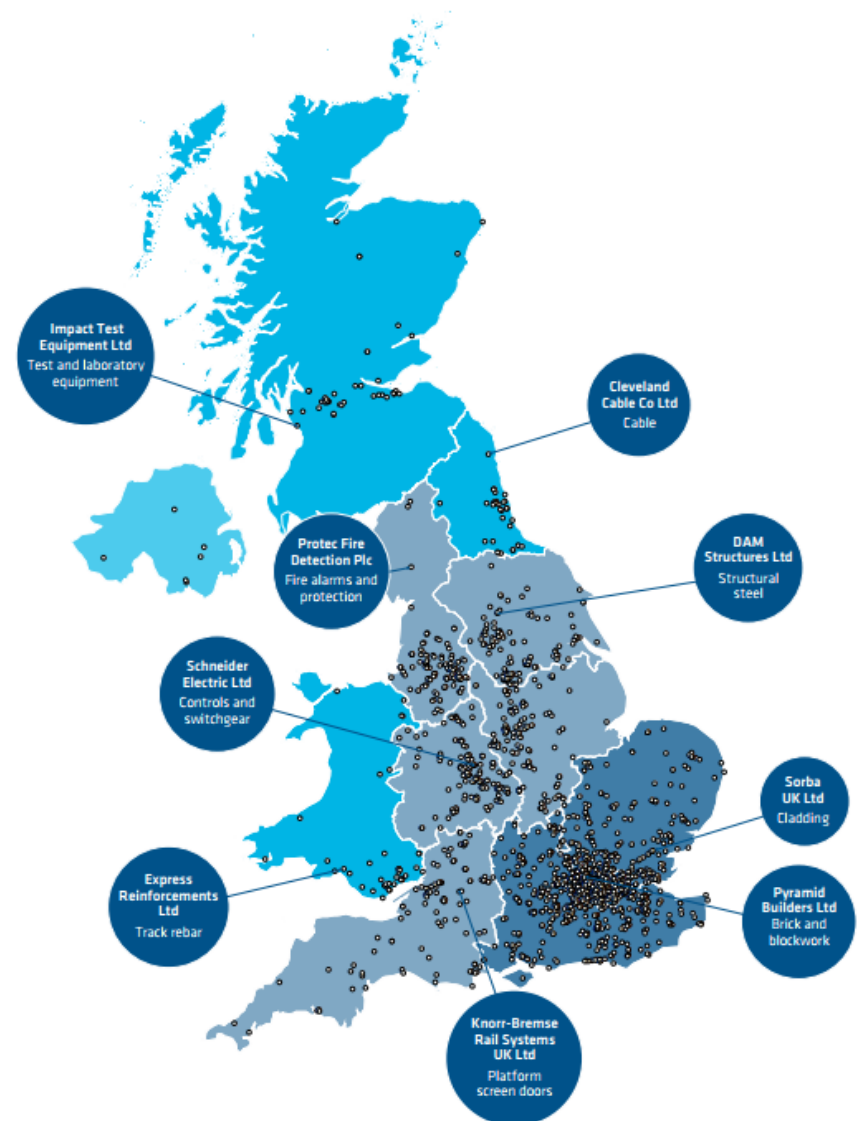 Impact Test
Equipment Ltd
Test and laboratory
equipment
Cleveland
Cable Co Ltd
Cable
Protec Fire
Detection Plc
Fire alarms and
protection
DAM
Structures Ltd
Structural
steel
Schneider
Electric Ltd
Controls and
switchgear
Sorba
UK Ltd
Cladding
Express
Reinforcements
Ltd
Track rebar
Pyramid
Builders Ltd
Brick and
blockwork
Knorr-Bremse
Rail Systems
UK Ltd
Platform
screen doors